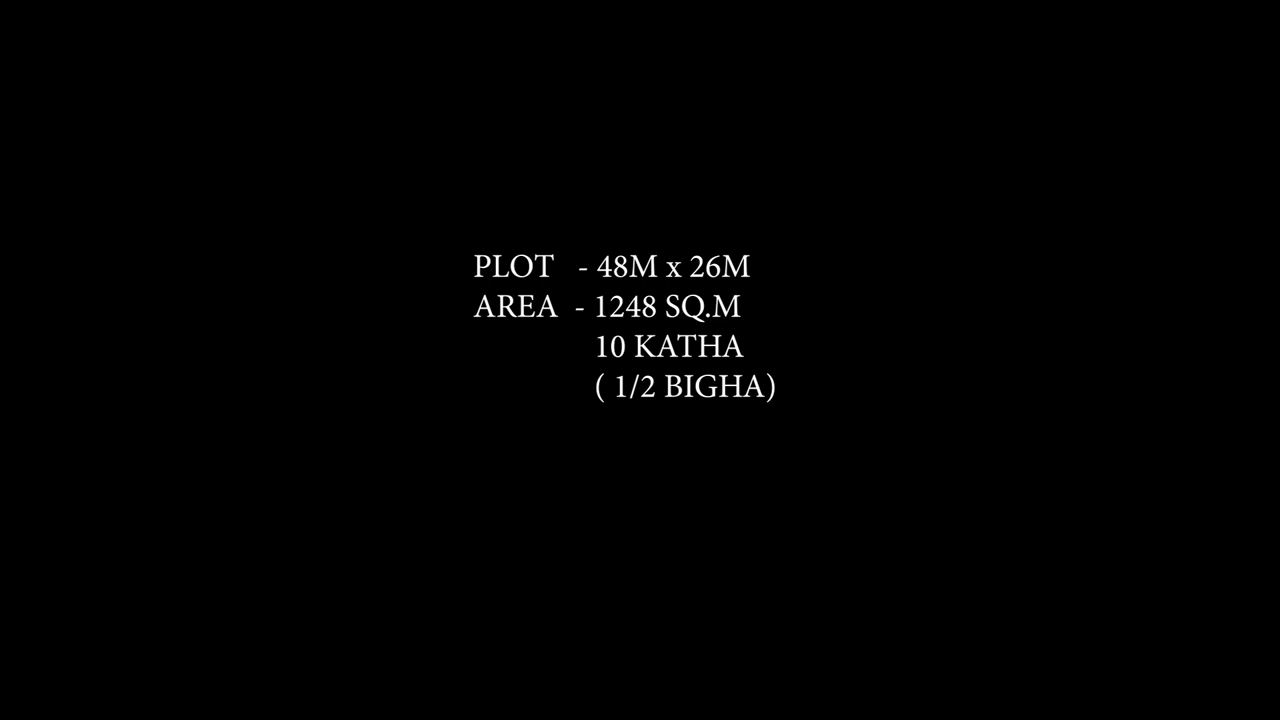 PLOT - 48M x 26M
AREA - 1248 SQ.M
10 KATHA
( 1/2 BIGHA)